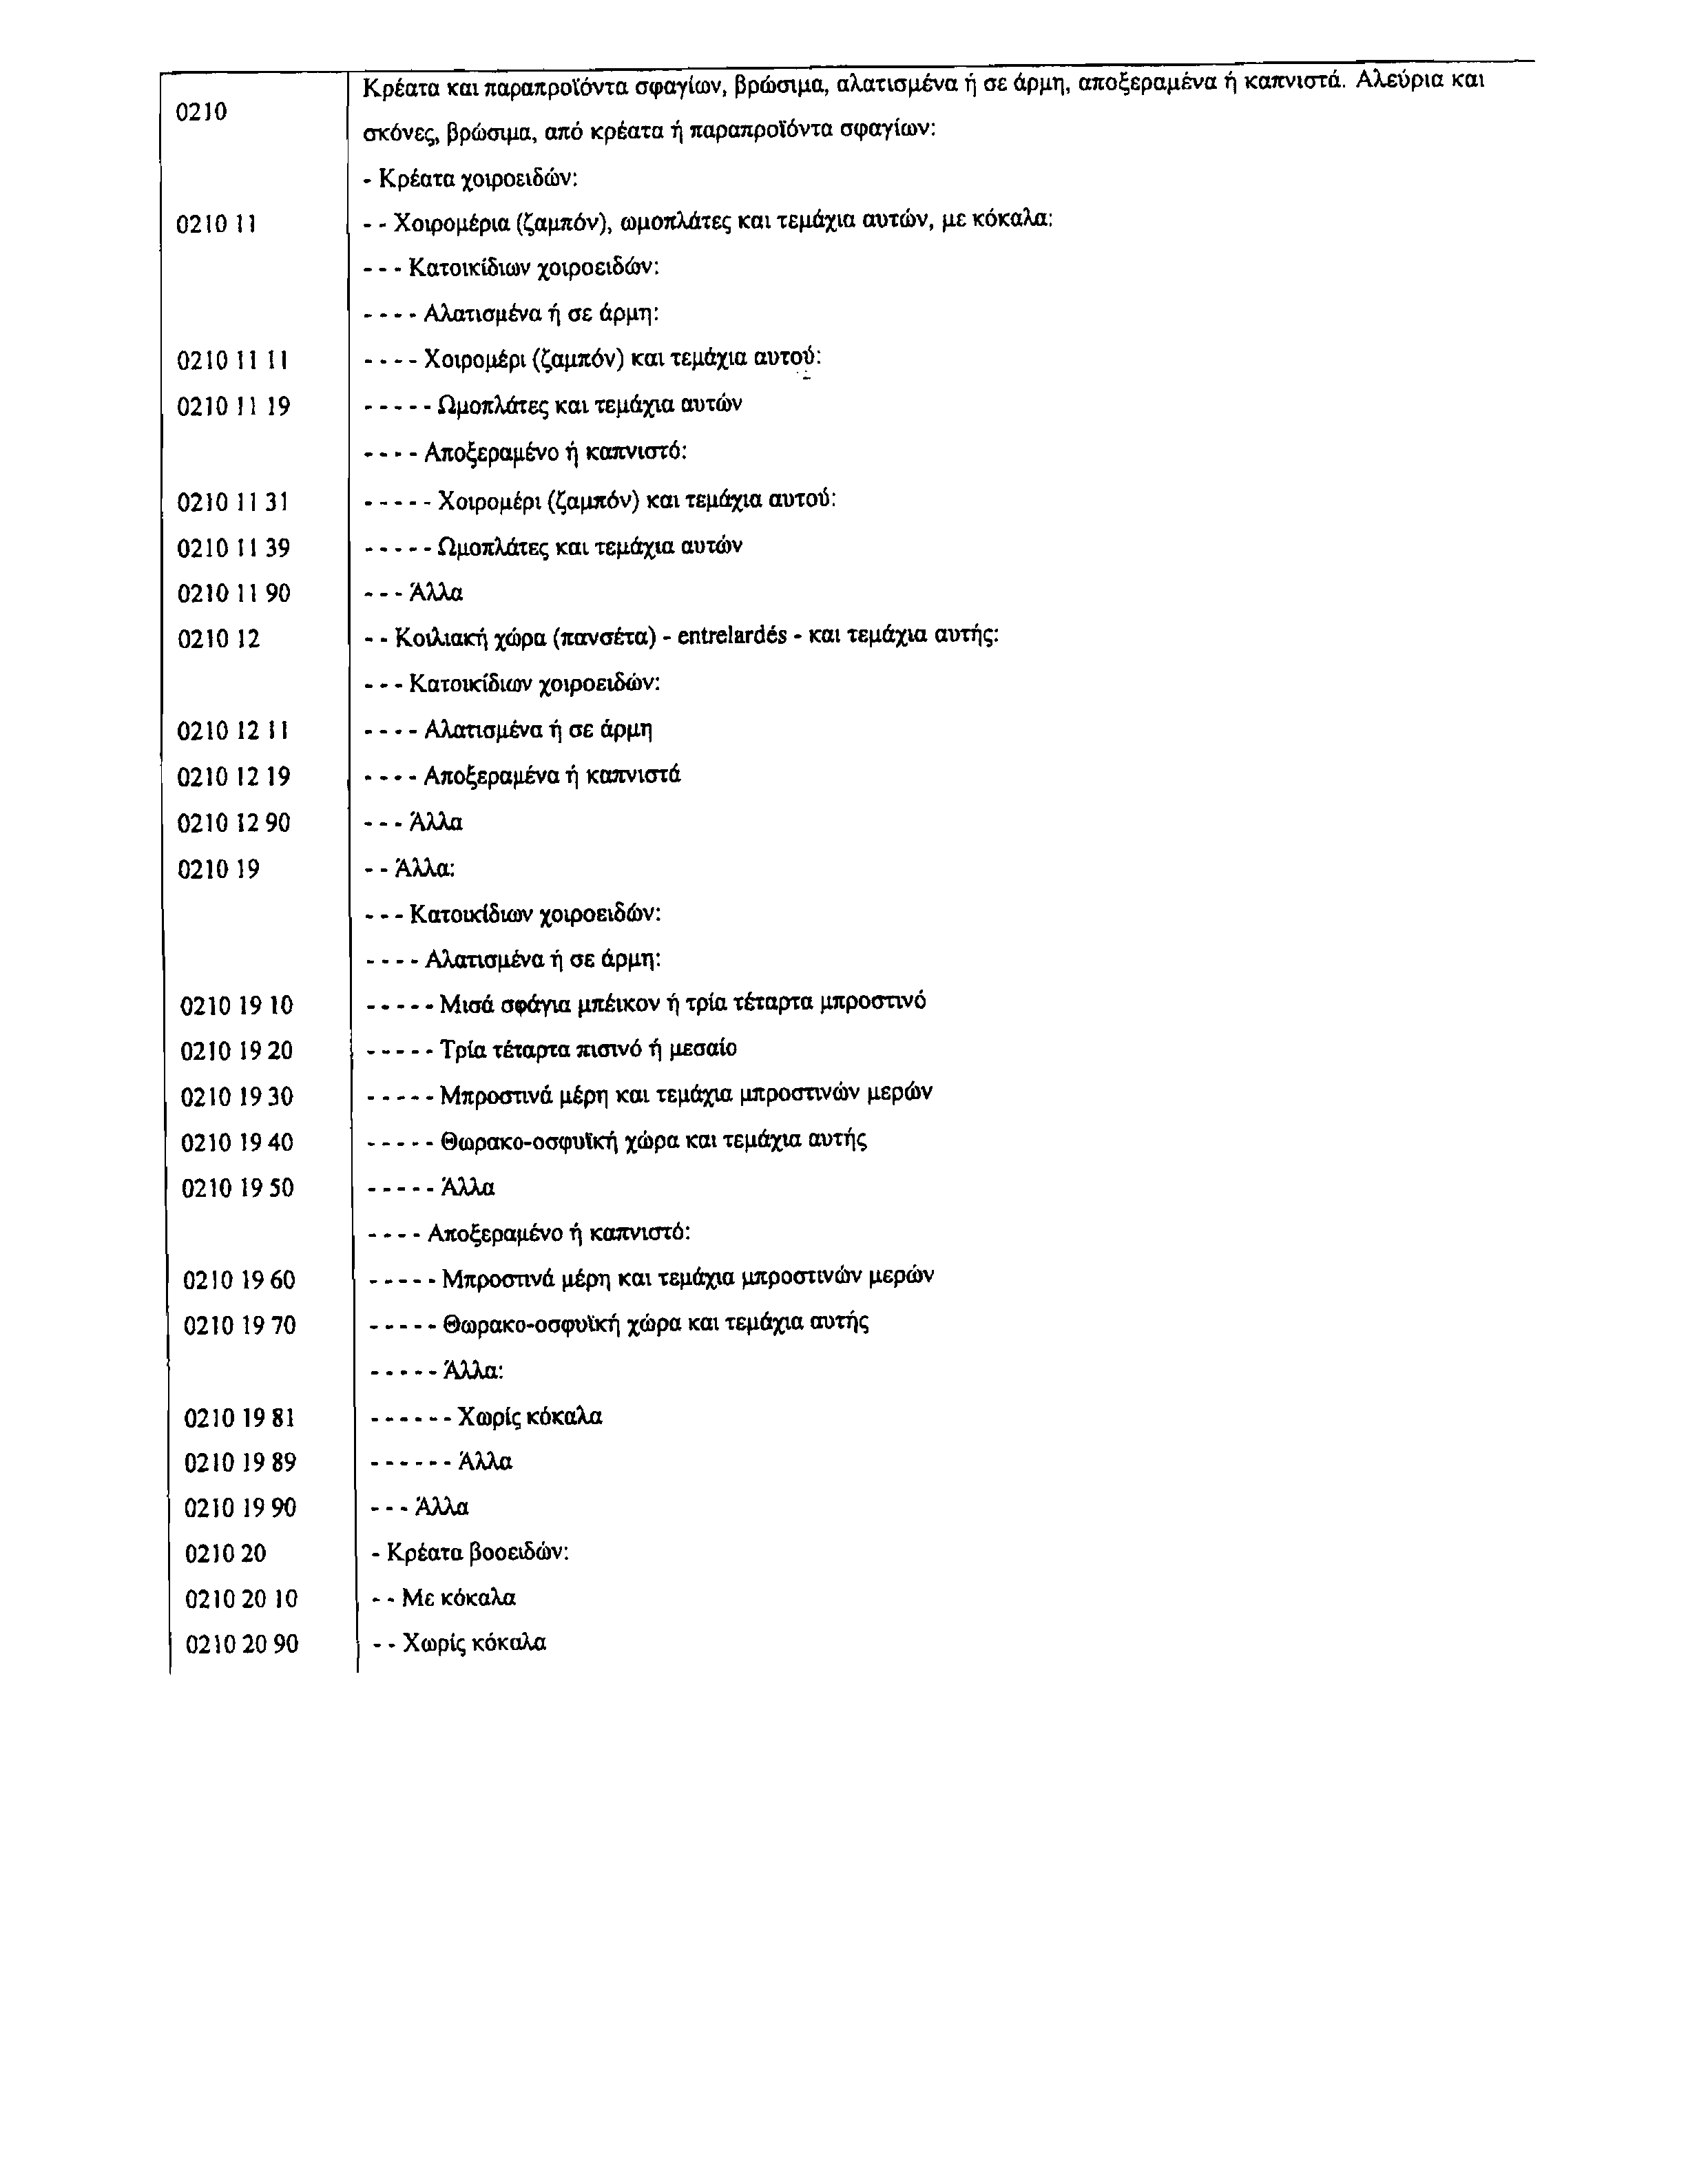 0210 Κρέατα και παραπροϊόντα σφαγίων, βρώσιμα, αλατισμένα ή σε άρμη, αποξεραμένα ή καπνιστά. Αλεύρια και
σκόνες, βρώσιμα, από κρέατα ή παραπροϊόντα σφαγίων:
- Κρέατα χοιροειδών:
0210 11 - - Χοιρομέρια (ζαμπόν), ωμοπλάτες και τεμάχια αυτών, με κόκαλα:
- - - Κατοικίδιων χοιροειδών:
- - - - Αλατισμένα ή σε άρμη:
0210 11 11 - - - - Χοιρομέρι (ζαμπόν) και τεμάχια αυτού:
0210 11 19 - - - - - Ωμοπλάτες και τεμάχια αυτών
- - - - Αποξεραμένο ή καπνιστό:
0210 11 31 - - - - - Χοιρομέρι (ζαμπόν) και τεμάχια αυτού:
0210 11 39 - - - - - Ωμοπλάτες και τεμάχια αυτών
0210 11 90 - - - Άλλα
0210 12 - - Κοιλιακή χώρα (πανσέτα) - entrelardés - και τεμάχια αυτής:
- - - Κατοικίδιων χοιροειδών:
0210 12 11 - - - - Αλατισμένα ή σε άρμη
0210 12 19 - - - - Αποξεραμένα ή καπνιστά
0210 12 90 - - - Άλλα
0210 19 - - Άλλα:
- - - Κατοικίδιων χοιροειδών:
- - - - Αλατισμένα ή σε άρμη:
0210 19 10 - - - - - Μισά σφάγια μπέικον ή τρία τέταρτα μπροστινό
0210 19 20 - - - - - Τρία τέταρτα πισινό ή μεσαίο
0210 19 30 - - - - - Μπροστινά μέρη και τεμάχια μπροστινών μερών
0210 19 40 - - - - - Θωρακο-οσφυϊκή χώρα και τεμάχια αυτής
0210 19 50 - - - - - Άλλα
- - - - Αποξεραμένο ή καπνιστό:
0210 19 60 - - - - - Μπροστινά μέρη και τεμάχια μπροστινών μερών
0210 19 70 - - - - - Θωρακο-οσφυϊκή χώρα και τεμάχια αυτής
- - - - - Άλλα:
0210 19 81 - - - - - - Χωρίς κόκαλα
0210 19 89 - - - - - - Άλλα
0210 19 90 - - - Άλλα
0210 20 - Κρέατα βοοειδών:
0210 20 10 - - Με κόκαλα
0210 20 90 - - Χωρίς κόκαλα